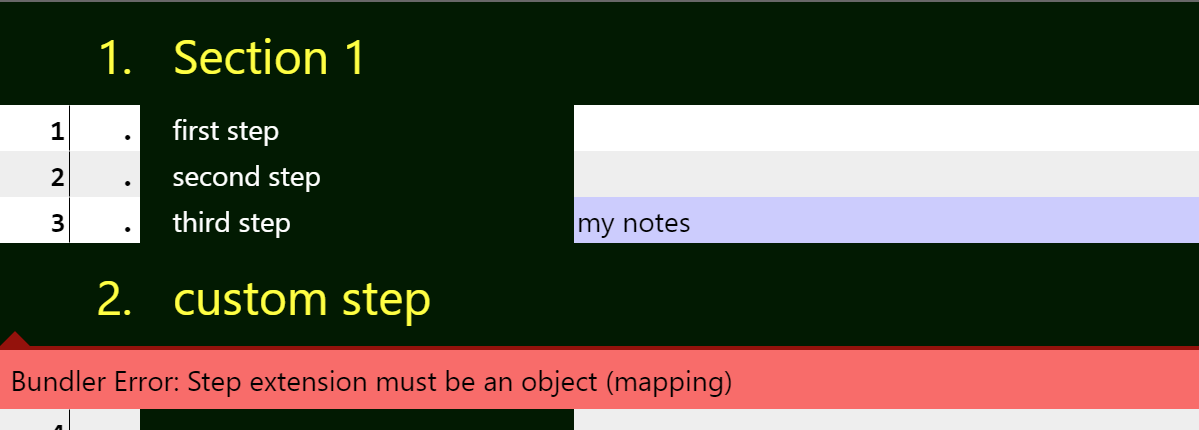 1. Section 1
1 . first step
2 . second step
3 . third step my notes
2. custom step
Bundler Error: Step extension must be an object (mapping)